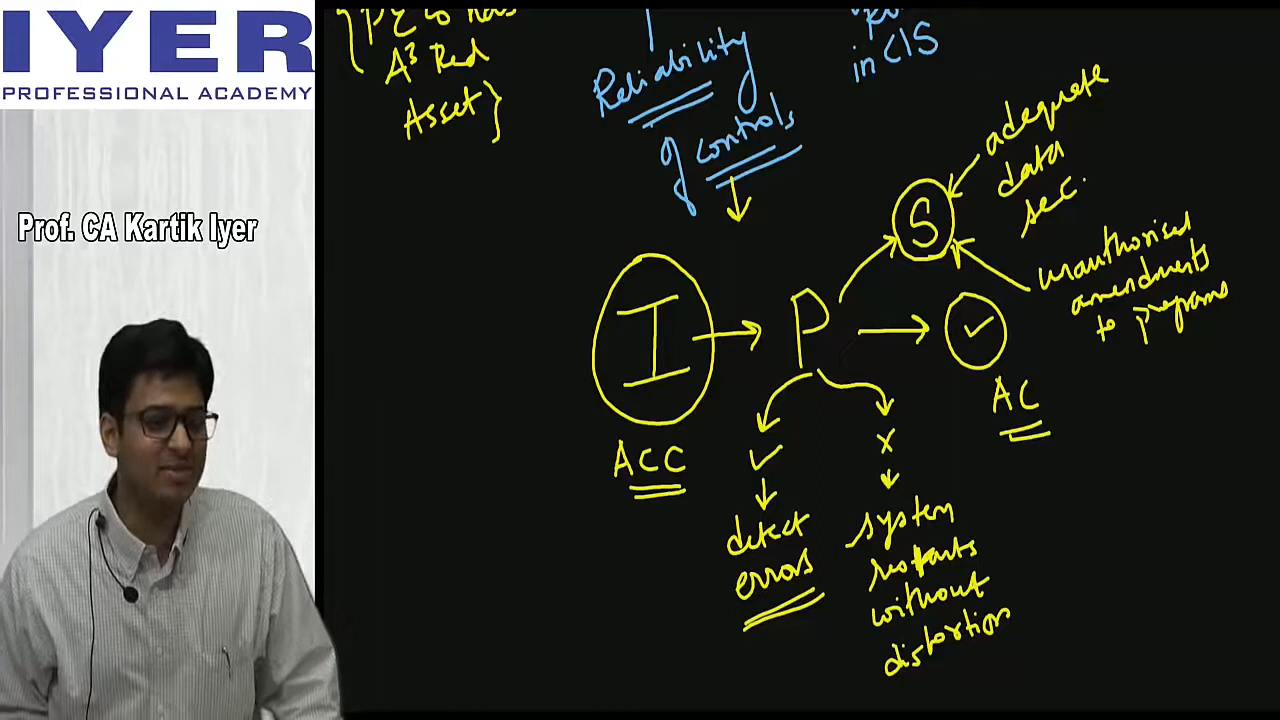 IYER
PROFESSIONAL ACADEMY
Prof. CA Kartik Iyer
A³ Red
Asset}
Reliability
of controls
in CIS
adequate
data
sec.
S
unauthorised
amendments
to programs
I
P
✓
AC
ACC
✓
x
detect
errors
system
restarts
without
distortion